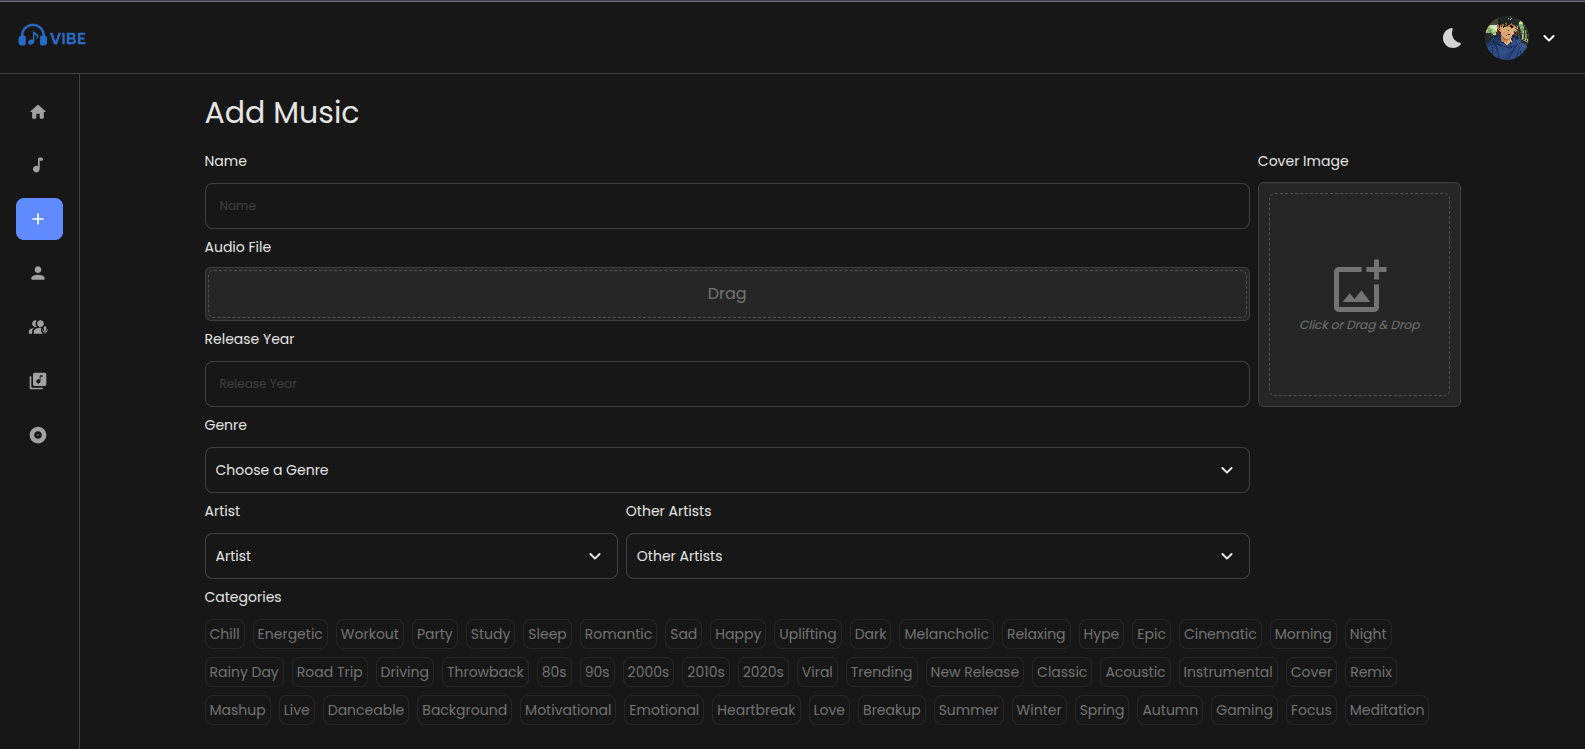 VIBE
Add Music
Name
Cover Image
Name
Audio File
Drag
Click or Drag & Drop
Release Year
Release Year
Genre
Choose a Genre
Artist Other Artists
Artist Other Artists
Categories
Chill Energetic Workout Party Study Sleep Romantic Sad Happy Uplifting Dark Melancholic Relaxing Hype Epic Cinematic Morning Night
Rainy Day Road Trip Driving Throwback 80s 90s 2000s 2010s 2020s Viral Trending New Release Classic Acoustic Instrumental Cover Remix
Mashup Live Danceable Background Motivational Emotional Heartbreak Love Breakup Summer Winter Spring Autumn Gaming Focus Meditation